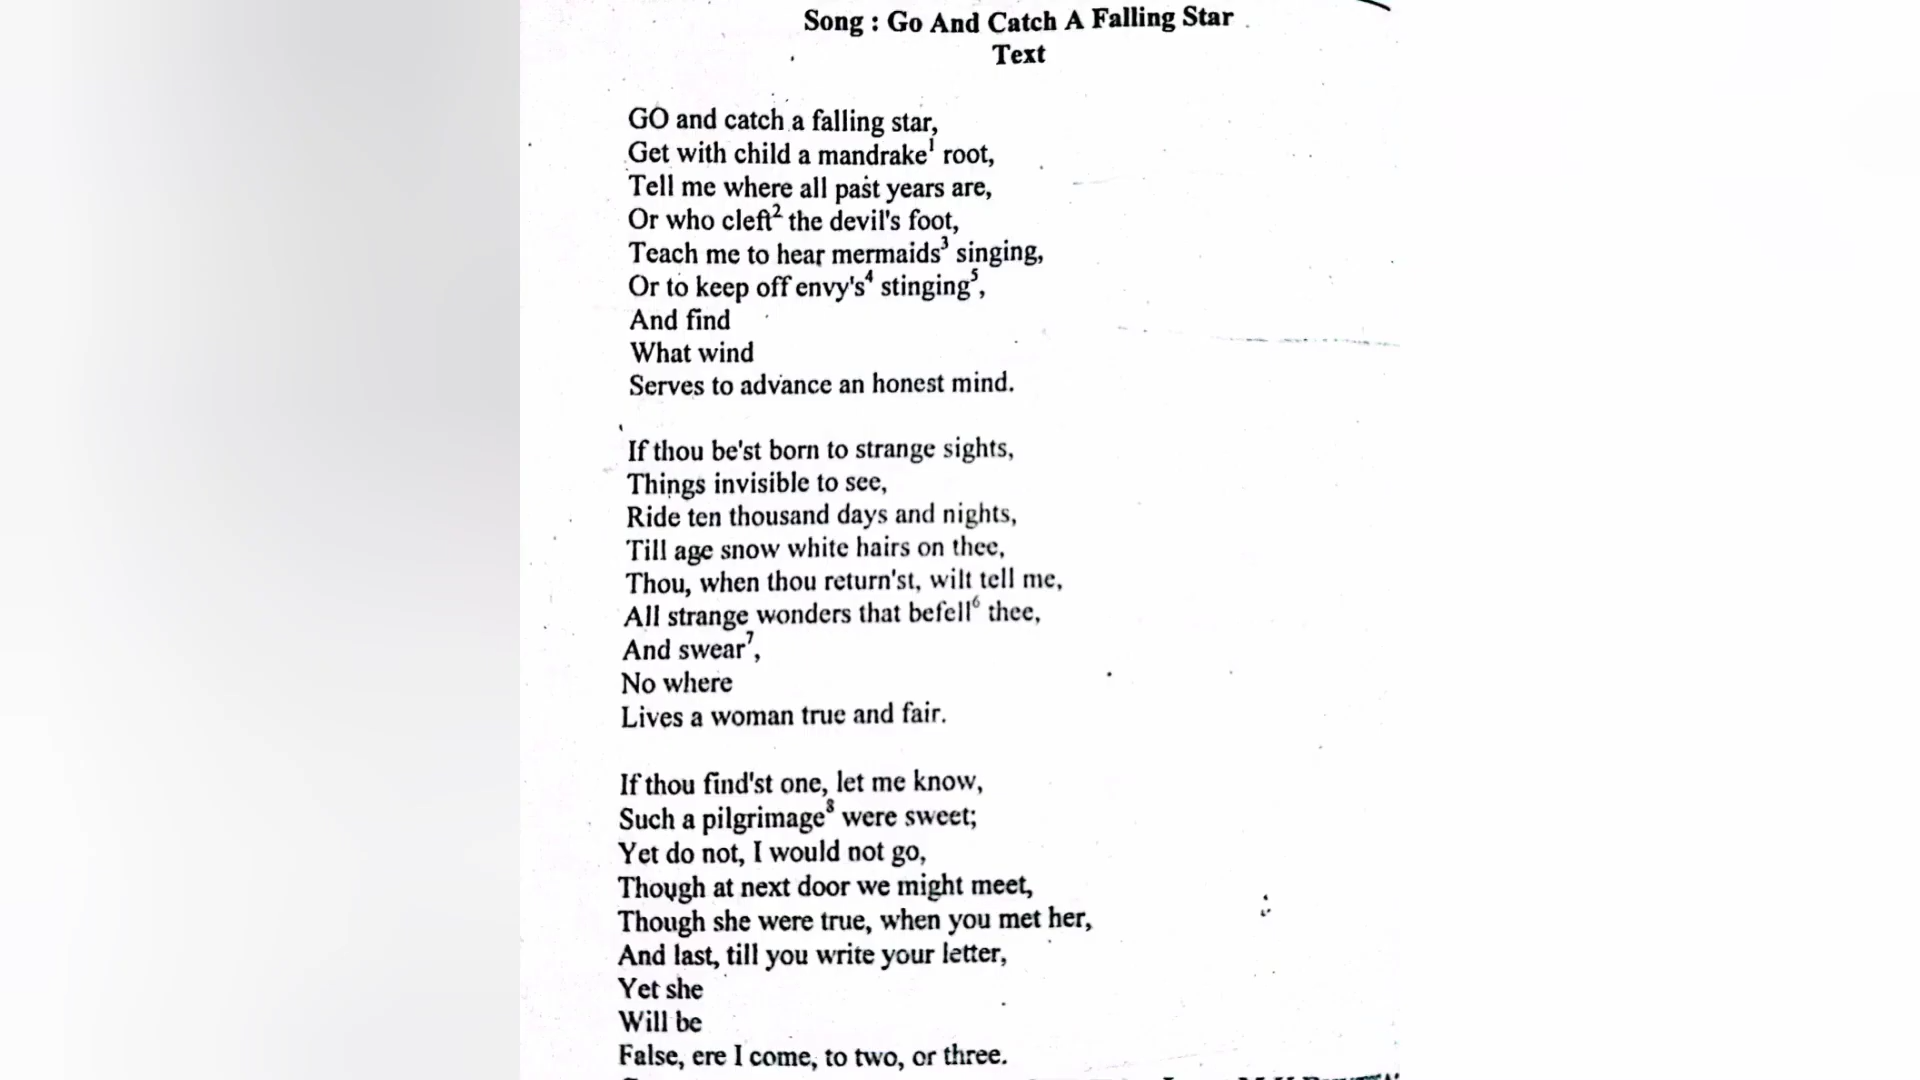 Song : Go And Catch A Falling Star
Text
GO and catch a falling star,
Get with child a mandrake¹ root,
Tell me where all past years are,
Or who cleft² the devil's foot,
Teach me to hear mermaids³ singing,
Or to keep off envy's⁴ stinging⁵,
And find
What wind
Serves to advance an honest mind.
If thou be'st born to strange sights,
Things invisible to see,
Ride ten thousand days and nights,
Till age snow white hairs on thee,
Thou, when thou return'st, wilt tell me,
All strange wonders that befell⁶ thee,
And swear⁷,
No where
Lives a woman true and fair.
If thou find'st one, let me know,
Such a pilgrimage⁸ were sweet;
Yet do not, I would not go,
Though at next door we might meet,
Though she were true, when you met her,
And last, till you write your letter,
Yet she
Will be
False, ere I come, to two, or three.